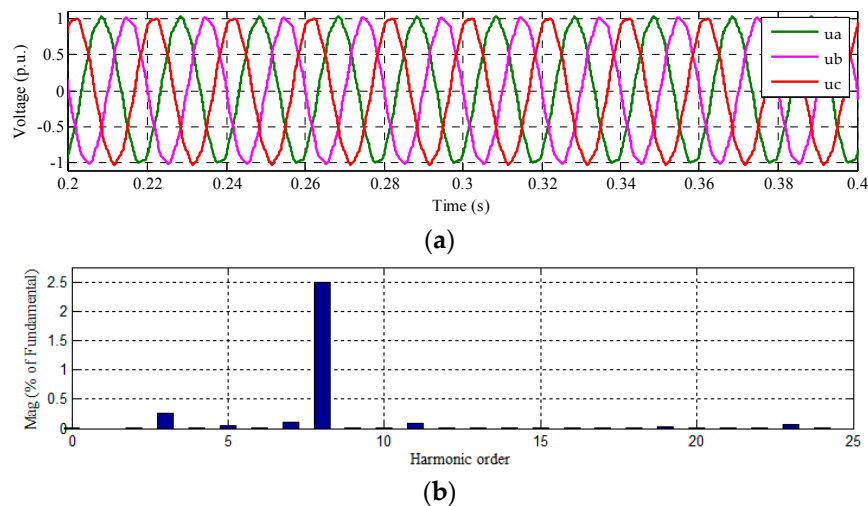 Voltage (p.u.)
1
0.5
0
-0.5
-1
ua
ub
uc
0.2 0.22 0.24 0.26 0.28 0.3 0.32 0.34 0.36 0.38 0.4
Time (s)
(a)
Mag (% of Fundamental)
2.5
2
1.5
1
0.5
0
0 5 10 15 20 25
Harmonic order
(b)